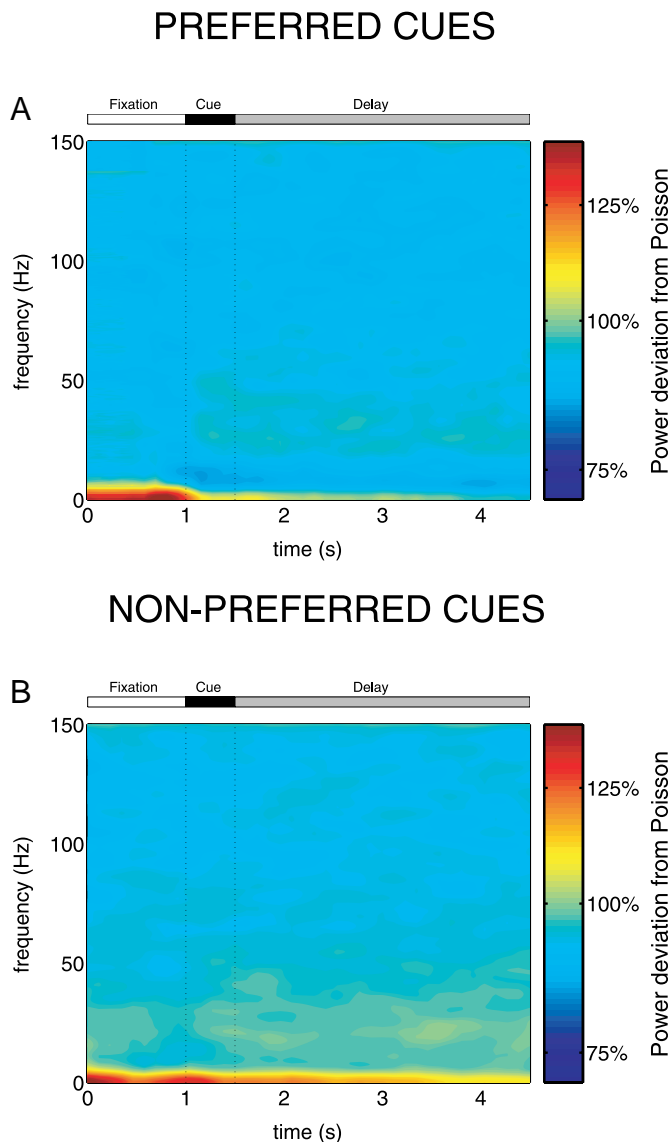 PREFERRED CUES
A
Fixation Cue Delay
150
100
50
0
frequency (Hz)
0 1 2 3 4
time (s)
125%
100%
75%
Power deviation from Poisson
NON-PREFERRED CUES
B
Fixation Cue Delay
150
100
50
0
frequency (Hz)
0 1 2 3 4
time (s)
125%
100%
75%
Power deviation from Poisson